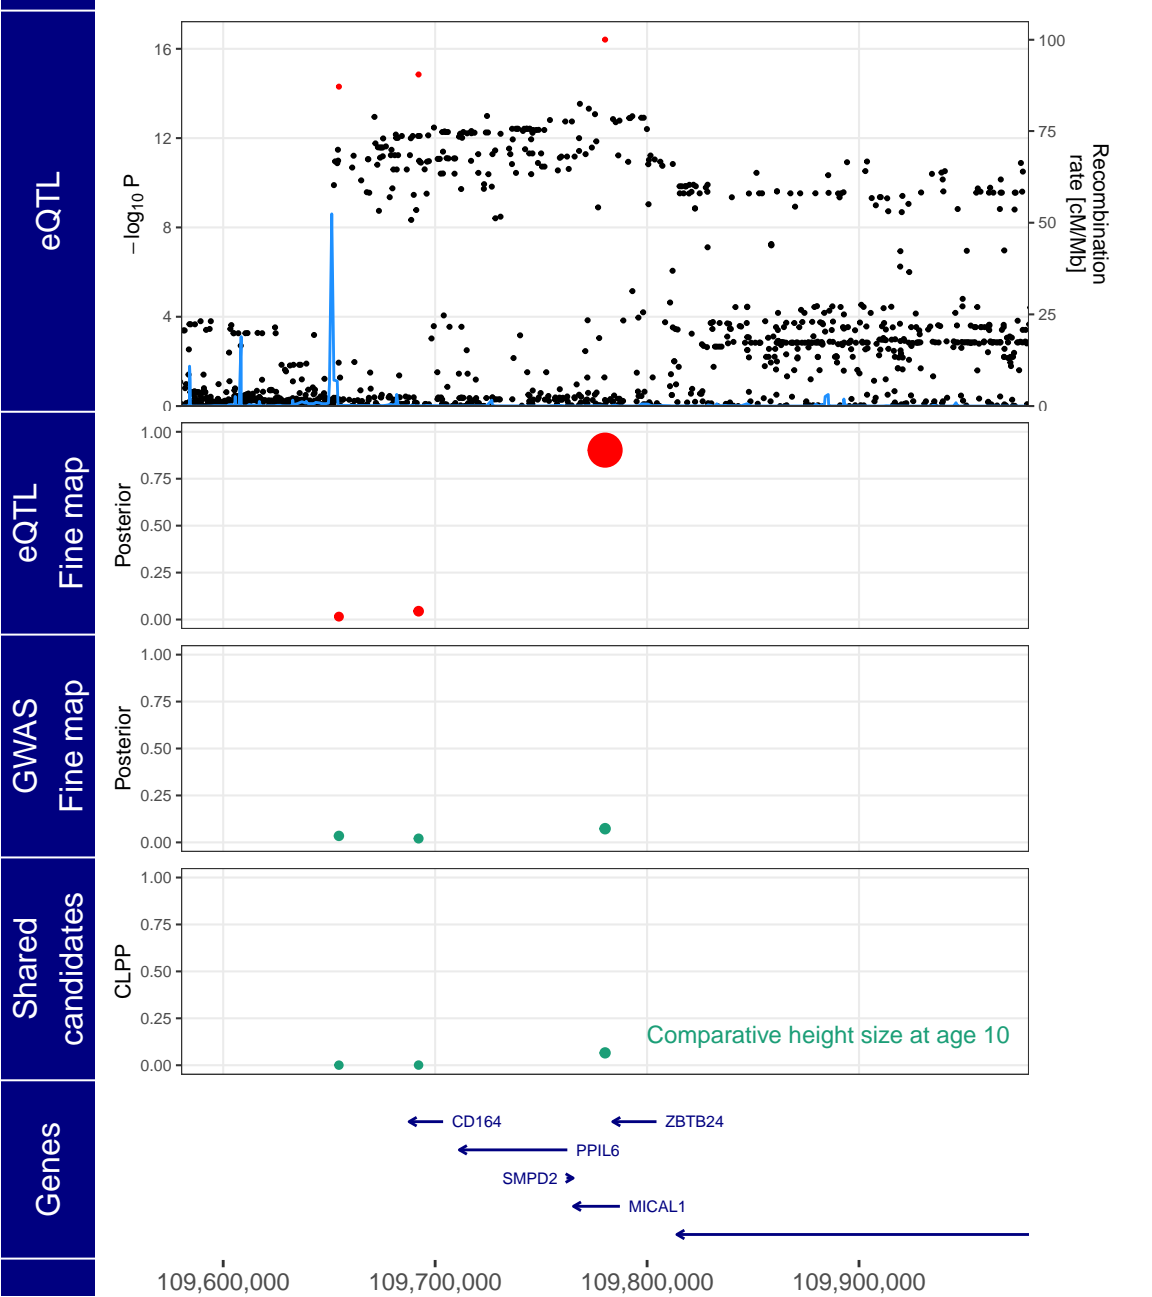 eQTL
−log10 P
16
12
8
4
0
100
75
50
25
0
Recombination
rate [cM/Mb]
eQTL
Fine map
Posterior
1.00
0.75
0.50
0.25
0.00
GWAS
Fine map
Posterior
1.00
0.75
0.50
0.25
0.00
Shared
candidates
CLPP
1.00
0.75
0.50
0.25
0.00
Comparative height size at age 10
Genes
CD164
ZBTB24
PPIL6
SMPD2
MICAL1
109,600,000
109,700,000
109,800,000
109,900,000